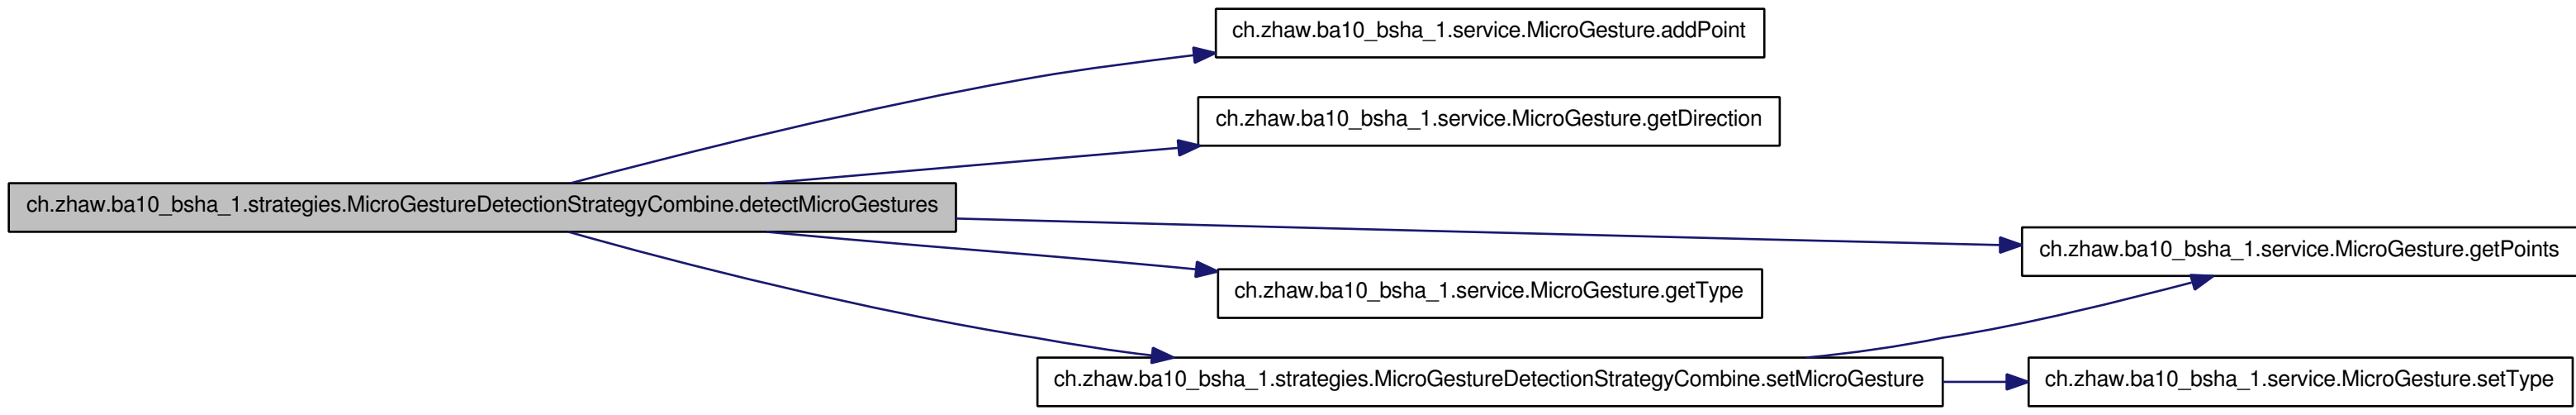 ch.zhaw.ba10_bsha_1.service.MicroGesture.addPoint
ch.zhaw.ba10_bsha_1.service.MicroGesture.getDirection
ch.zhaw.ba10_bsha_1.strategies.MicroGestureDetectionStrategyCombine.detectMicroGestures
ch.zhaw.ba10_bsha_1.service.MicroGesture.getPoints
ch.zhaw.ba10_bsha_1.service.MicroGesture.getType
ch.zhaw.ba10_bsha_1.strategies.MicroGestureDetectionStrategyCombine.setMicroGesture
ch.zhaw.ba10_bsha_1.service.MicroGesture.setType